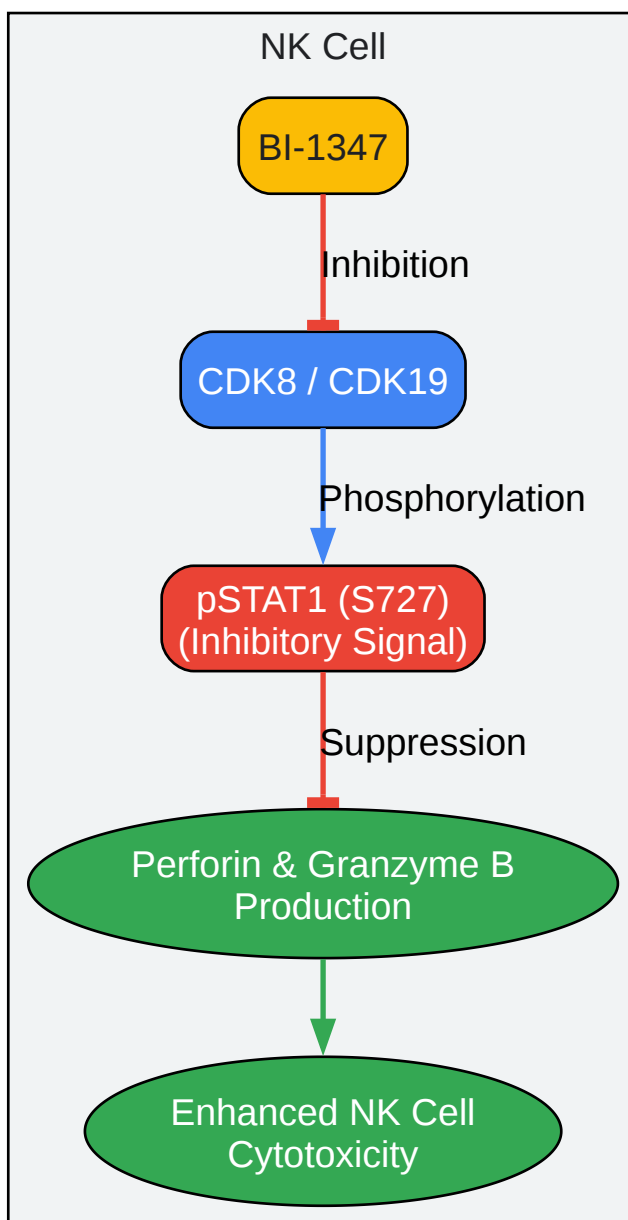 NK Cell
BI-1347
Inhibition
CDK8 / CDK19
Phosphorylation
pSTAT1 (S727)
(Inhibitory Signal)
Suppression
Perforin & Granzyme B
Production
Enhanced NK Cell
Cytotoxicity